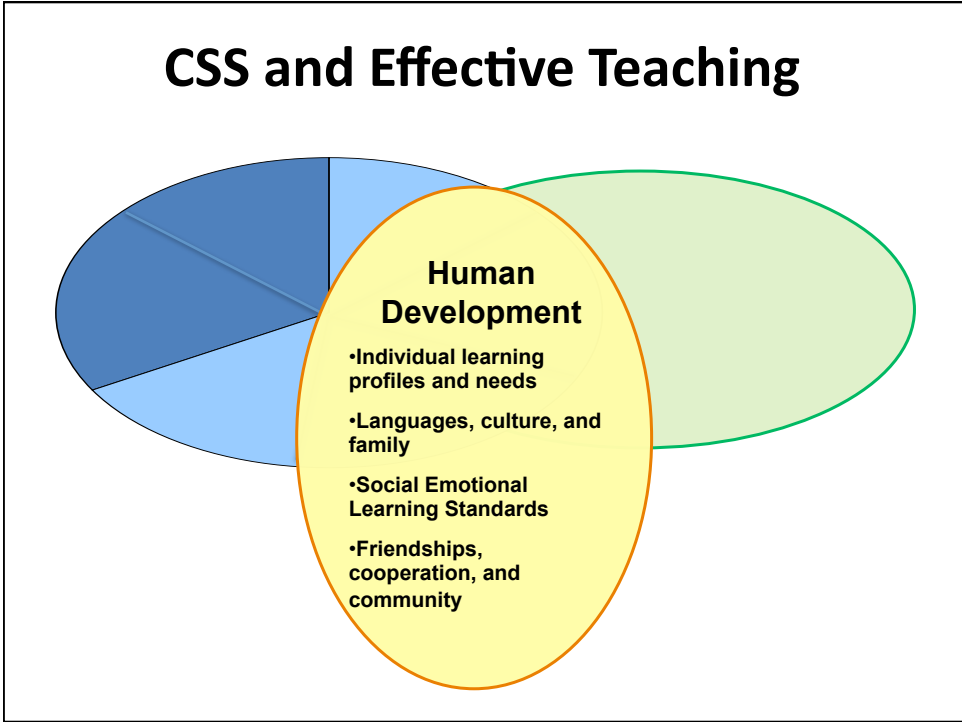 CSS and Effective Teaching
Human
Development
•Individual learning
profiles and needs
•Languages, culture, and
family
•Social Emotional
Learning Standards
•Friendships,
cooperation, and
community